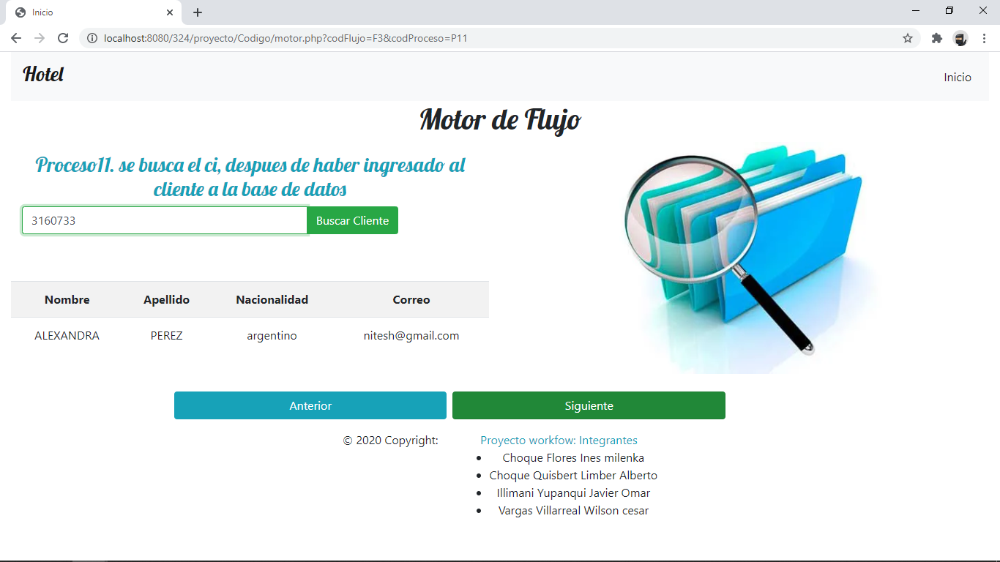 Inicio
localhost:8080/324/proyecto/Codigo/motor.php?codFlujo=F3&codProceso=P11
Hotel
Inicio
Motor de Flujo
Proceso11. se busca el ci, despues de haber ingresado al
cliente a la base de datos
3160733 Buscar Cliente
Nombre Apellido Nacionalidad Correo
ALEXANDRA PEREZ argentino nitesh@gmail.com
Anterior Siguiente
© 2020 Copyright: Proyecto workfow: Integrantes
• Choque Flores Ines milenka
• Choque Quisbert Limber Alberto
• Illimani Yupanqui Javier Omar
• Vargas Villarreal Wilson cesar